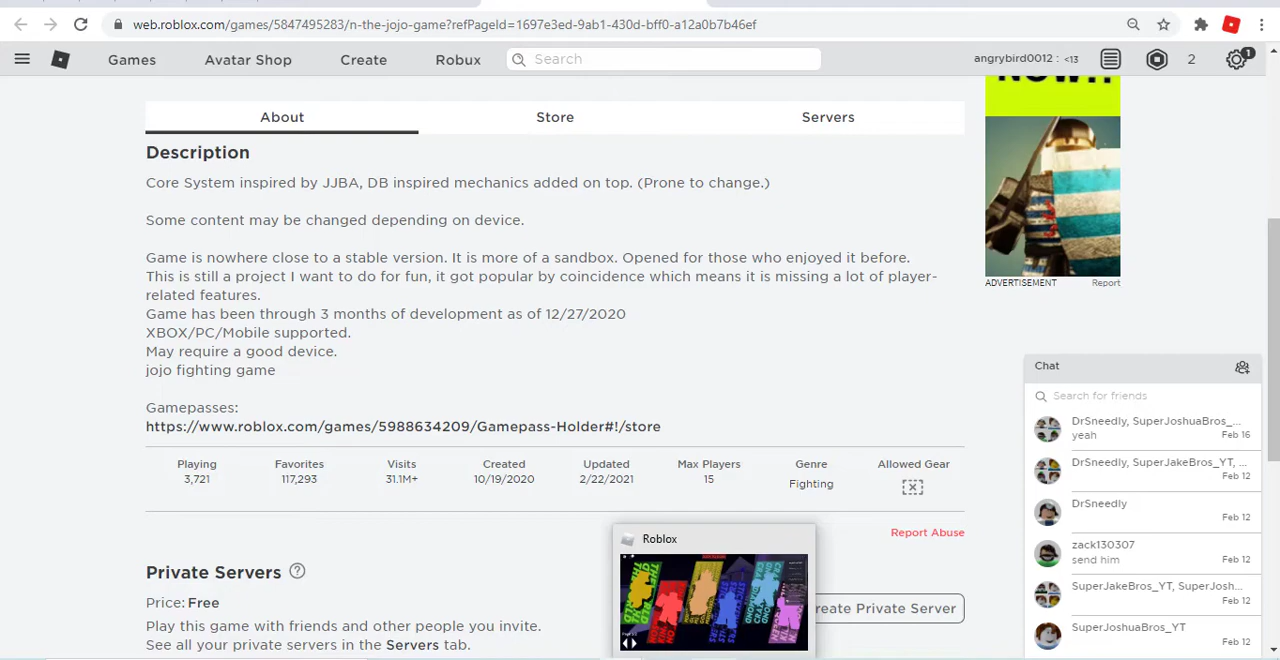 web.roblox.com/games/5847495283/n-the-jojo-game?refPageId=1697e3ed-9ab1-430d-bff0-a12a0b7b46ef
Games Avatar Shop Create Robux Search angrybird0012 : <13 2 1
NOW!!
About Store Servers
Description
Core System inspired by JJBA, DB inspired mechanics added on top. (Prone to change.)
Some content may be changed depending on device.
Game is nowhere close to a stable version. It is more of a sandbox. Opened for those who enjoyed it before.
This is still a project I want to do for fun, it got popular by coincidence which means it is missing a lot of player-
related features.
Game has been through 3 months of development as of 12/27/2020
XBOX/PC/Mobile supported.
May require a good device.
jojo fighting game
Gamepasses:
https://www.roblox.com/games/5988634209/Gamepass-Holder#!/store
Playing Favorites Visits Created Updated Max Players Genre Allowed Gear
3,721 117,293 31.1M+ 10/19/2020 2/22/2021 15 Fighting
Report Abuse
Private Servers
Price: Free
Play this game with friends and other people you invite.
See all your private servers in the Servers tab.
reate Private Server
Roblox
ADVERTISEMENT Report
Chat
Search for friends
DrSneedly, SuperJoshuaBros_...
yeah Feb 16
DrSneedly, SuperJakeBros_YT, ...
Feb 12
DrSneedly
Feb 12
zack130307
send him Feb 12
SuperJakeBros_YT, SuperJosh...
Feb 12
SuperJoshuaBros_YT
Feb 12